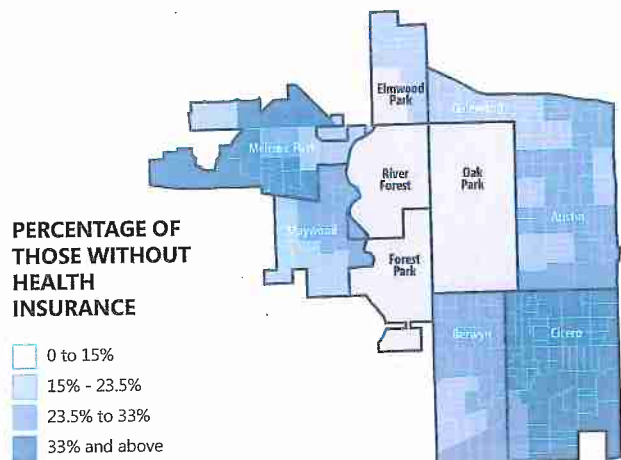 Elmwood
Park
Galewood
Melrose Park
River
Forest
Oak
Park
Austin
Maywood
Forest
Park
Berwyn
Cicero
PERCENTAGE OF
THOSE WITHOUT
HEALTH
INSURANCE
0 to 15%
15% - 23.5%
23.5% to 33%
33% and above